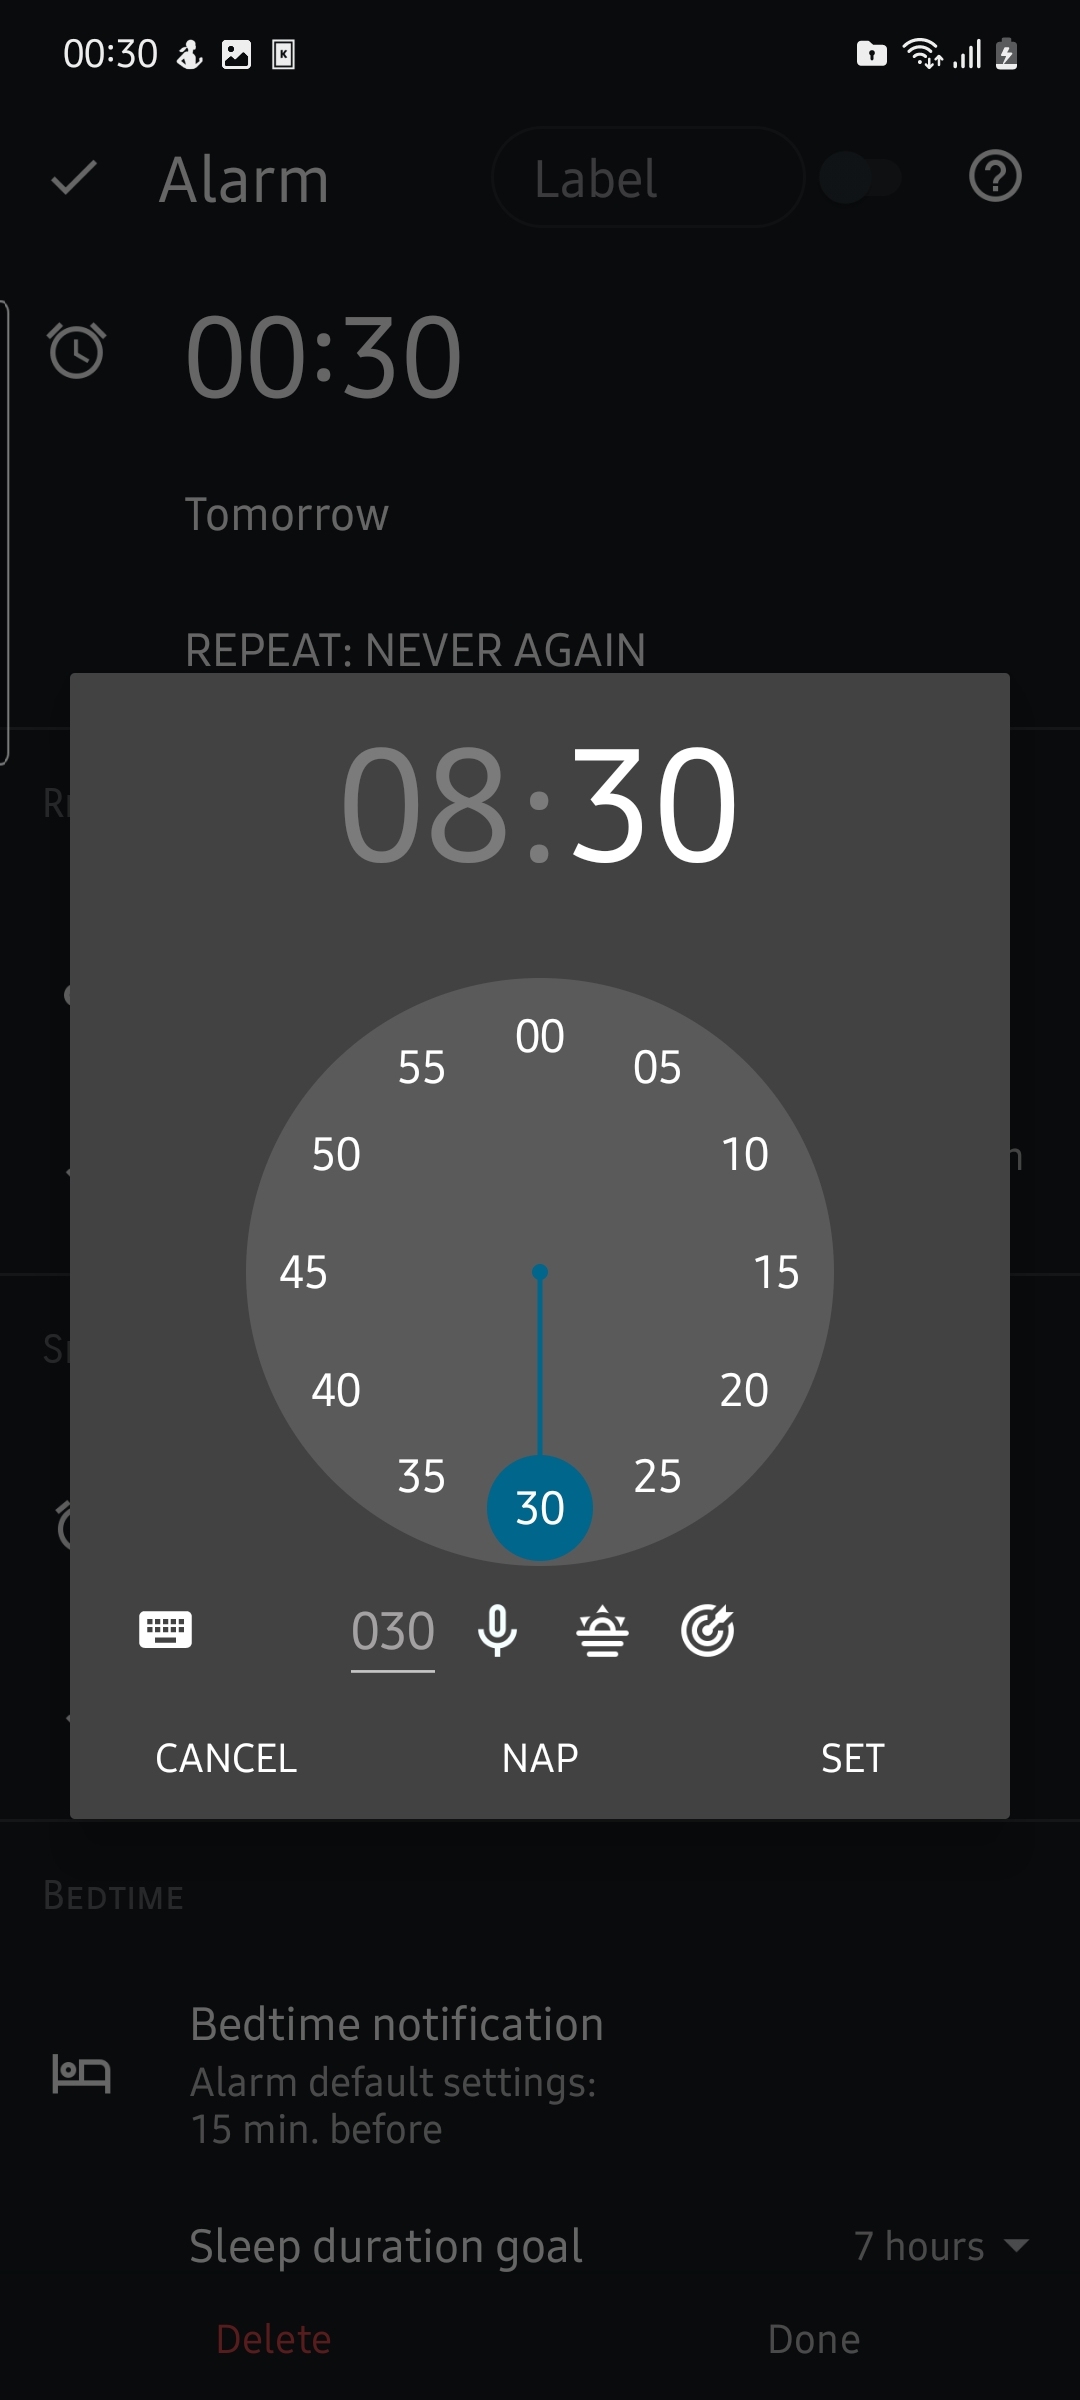 00:30
Alarm Label
00:30
Tomorrow
REPEAT: NEVER AGAIN
08:30
00
55 05
50 10
45 15
40 20
35 25
30
030
CANCEL NAP SET
BEDTIME
Bedtime notification
Alarm default settings:
15 min. before
Sleep duration goal 7 hours
Delete Done